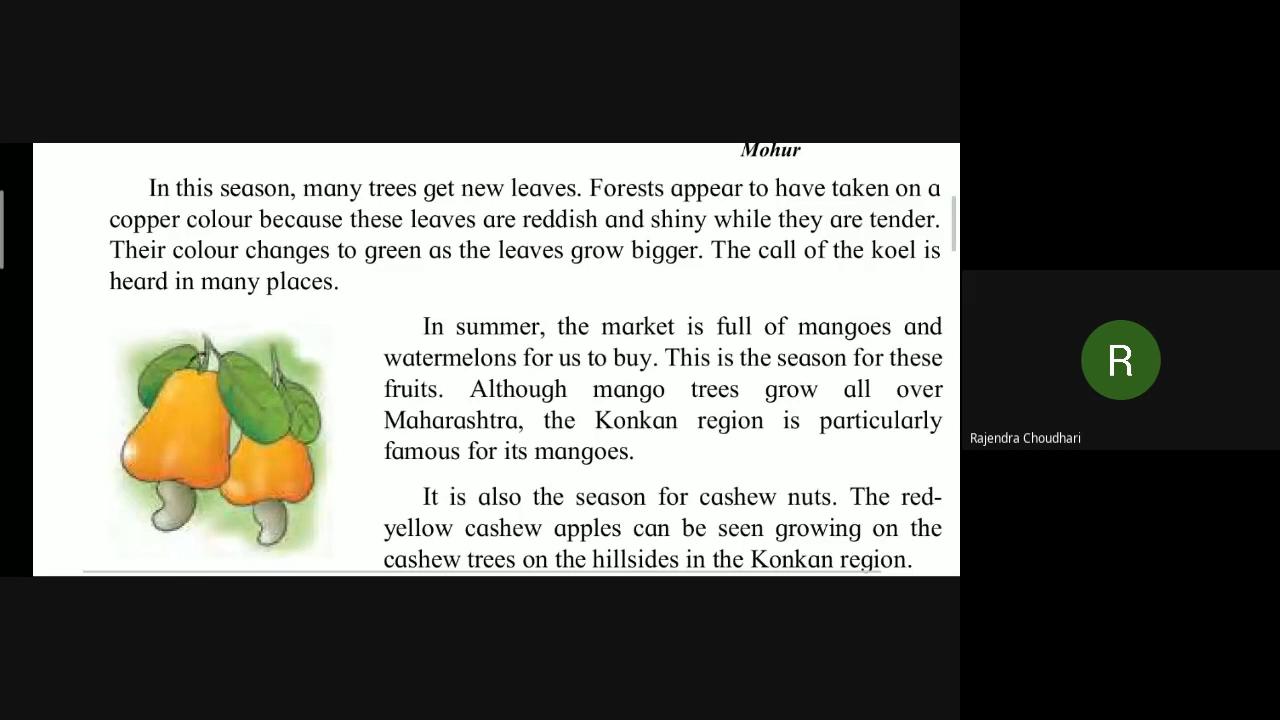 Mohur
In this season, many trees get new leaves. Forests appear to have taken on a
copper colour because these leaves are reddish and shiny while they are tender.
Their colour changes to green as the leaves grow bigger. The call of the koel is
heard in many places.
In summer, the market is full of mangoes and
watermelons for us to buy. This is the season for these
fruits. Although mango trees grow all over
Maharashtra, the Konkan region is particularly
famous for its mangoes.
It is also the season for cashew nuts. The red-
yellow cashew apples can be seen growing on the
cashew trees on the hillsides in the Konkan region.
R
Rajendra Choudhari